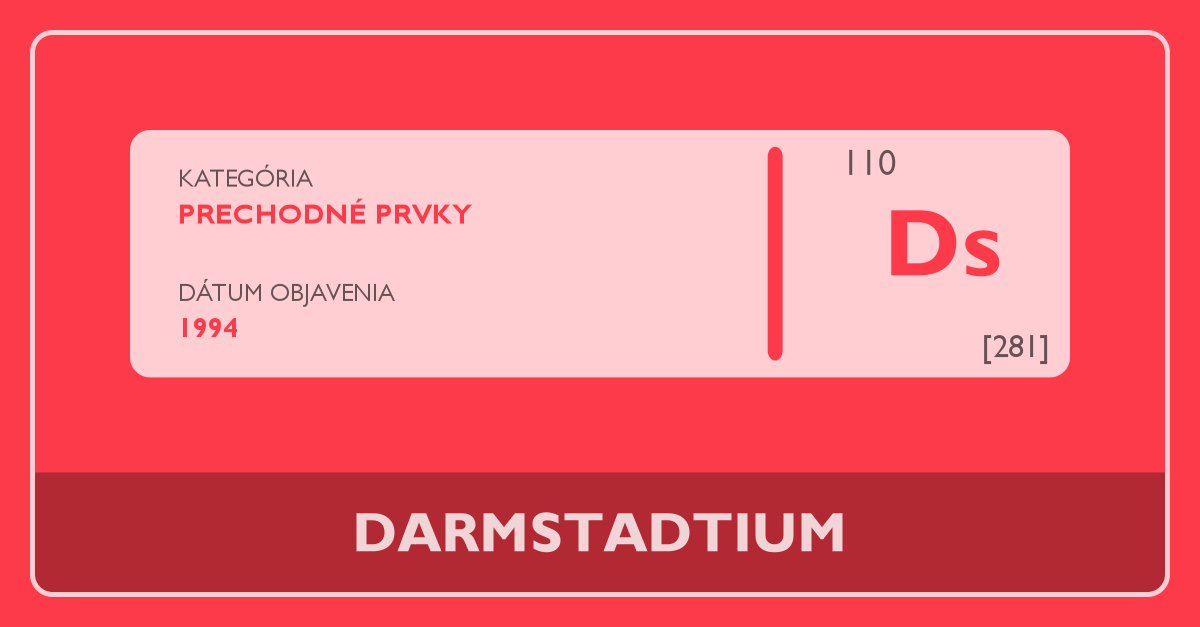 KATEGÓRIA
PRECHODNÉ PRVKY
DÁTUM OBJAVENIA
1994
110
Ds
[281]
DARMSTADTIUM